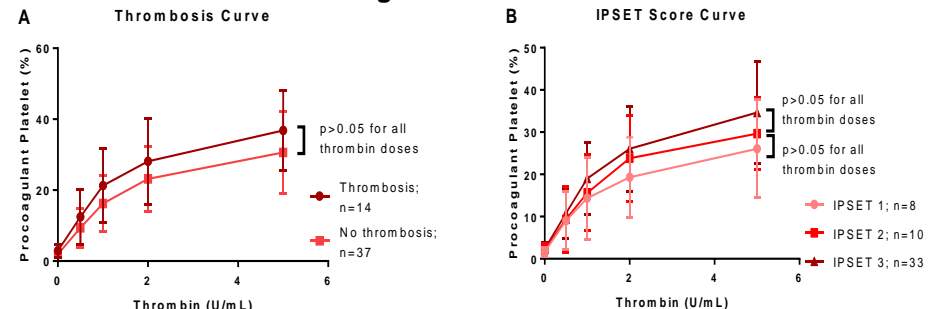 A
Thrombosis Curve
Procoagulant Platelet (%)
60
40
20
0
0
2
4
6
Thrombin (U/mL)
p>0.05 for all
thrombin doses
Thrombosis;
n=14
No thrombosis;
n=37
B
IPSET Score Curve
Procoagulant Platelet (%)
50
40
30
20
10
0
0
2
4
6
Thrombin (U/mL)
p>0.05 for all
thrombin doses
p>0.05 for all
thrombin doses
IPSET 1; n=8
IPSET 2; n=10
IPSET 3; n=33